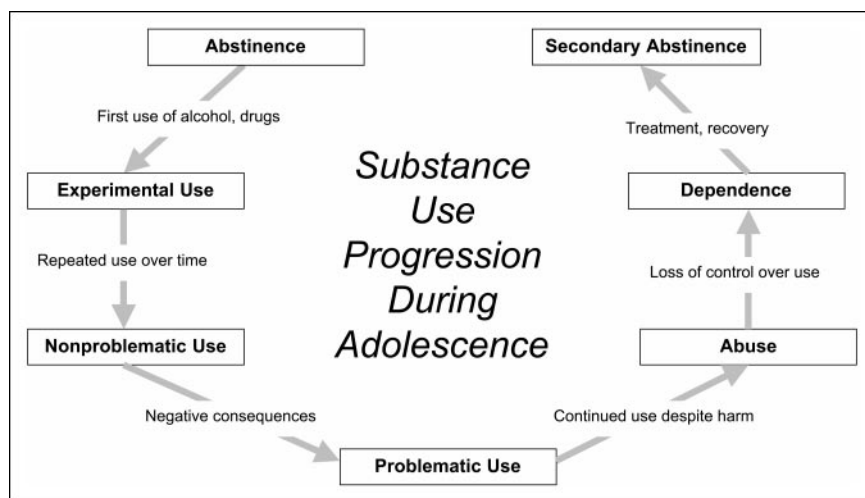 Abstinence
Secondary Abstinence
First use of alcohol, drugs
Treatment, recovery
Substance
Use
Progression
During
Adolescence
Experimental Use
Dependence
Repeated use over time
Loss of control over use
Nonproblematic Use
Abuse
Negative consequences
Continued use despite harm
Problematic Use